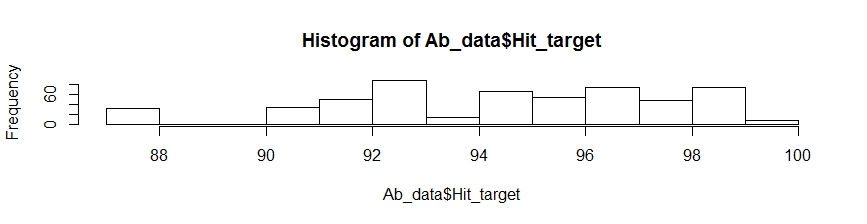 Histogram of Ab_data$Hit_target
Frequency
60
0
88 90 92 94 96 98 100
Ab_data$Hit_target